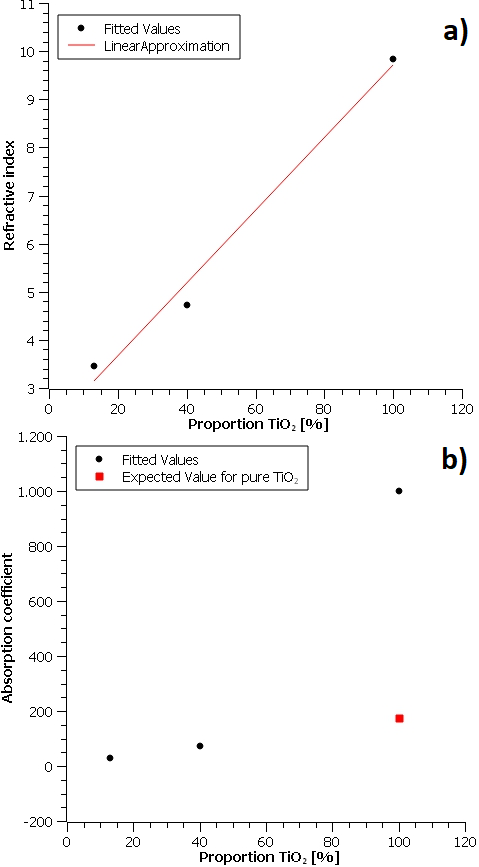 11
10
9
8
7
6
5
4
3
Refractive index
Fitted Values
LinearApproximation
a)
0 20 40 60 80 100 120
Proportion TiO₂ [%]
1.200
1.000
800
600
400
200
0
-200
Absorption coefficient
Fitted Values
Expected Value for pure TiO₂
b)
0 20 40 60 80 100 120
Proportion TiO₂ [%]